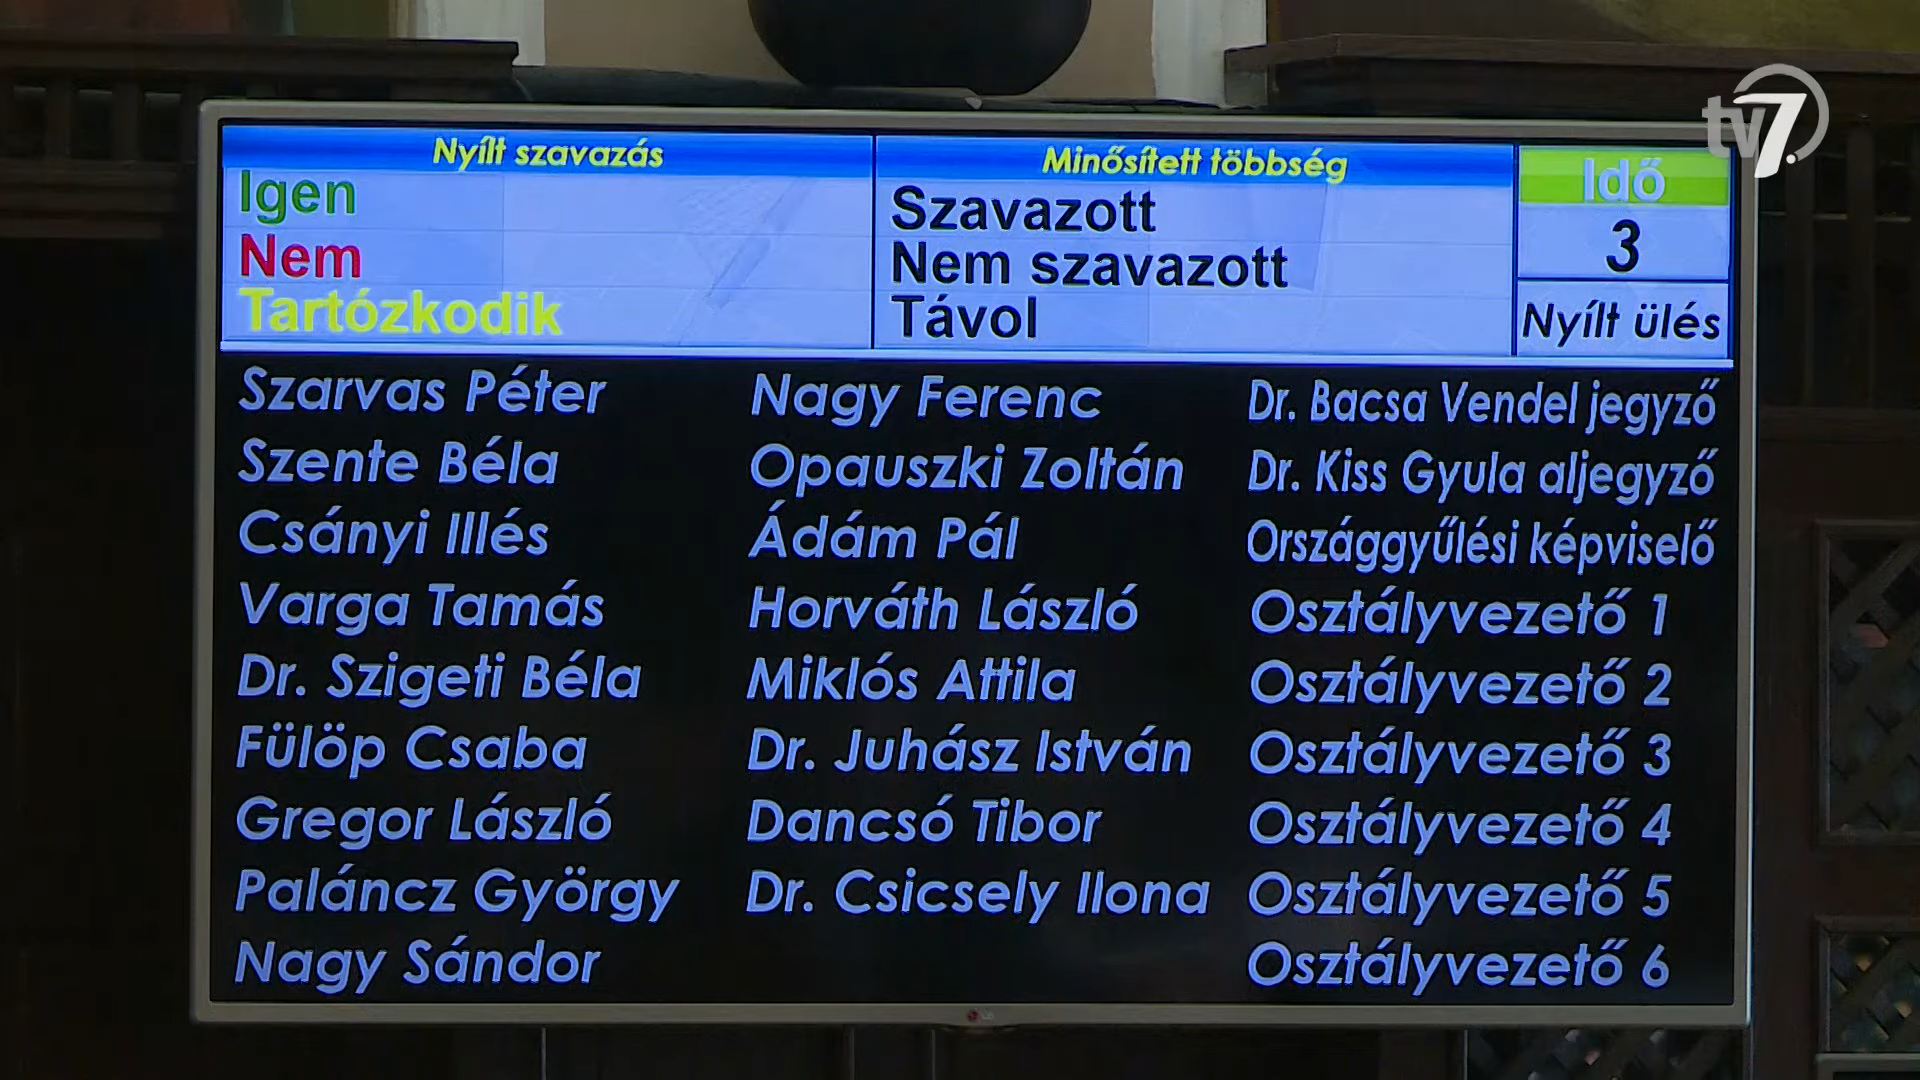 tv7.
Nyílt szavazás
Igen
Nem
Tartózkodik
Minősített többség
Szavazott
Nem szavazott
Távol
Idő
3
Nyílt ülés
Szarvas Péter
Szente Béla
Csányi Illés
Varga Tamás
Dr. Szigeti Béla
Fülöp Csaba
Gregor László
Paláncz György
Nagy Sándor
Nagy Ferenc
Opauszki Zoltán
Ádám Pál
Horváth László
Miklós Attila
Dr. Juhász István
Dancsó Tibor
Dr. Csicsely Ilona
Dr. Bacsa Vendel jegyző
Dr. Kiss Gyula aljegyző
Országgyűlési képviselő
Osztályvezető 1
Osztályvezető 2
Osztályvezető 3
Osztályvezető 4
Osztályvezető 5
Osztályvezető 6
LG